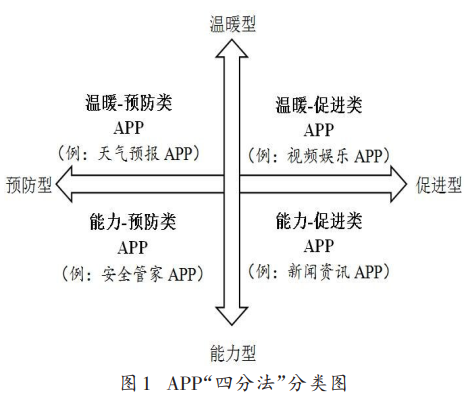 温暖型
温暖-预防类
APP
(例：天气预报 APP)
温暖-促进类
APP
(例：视频娱乐 APP)
预防型
促进型
能力-预防类
APP
(例：安全管家 APP)
能力-促进类
APP
(例：新闻资讯 APP)
能力型
图1 APP“四分法”分类图